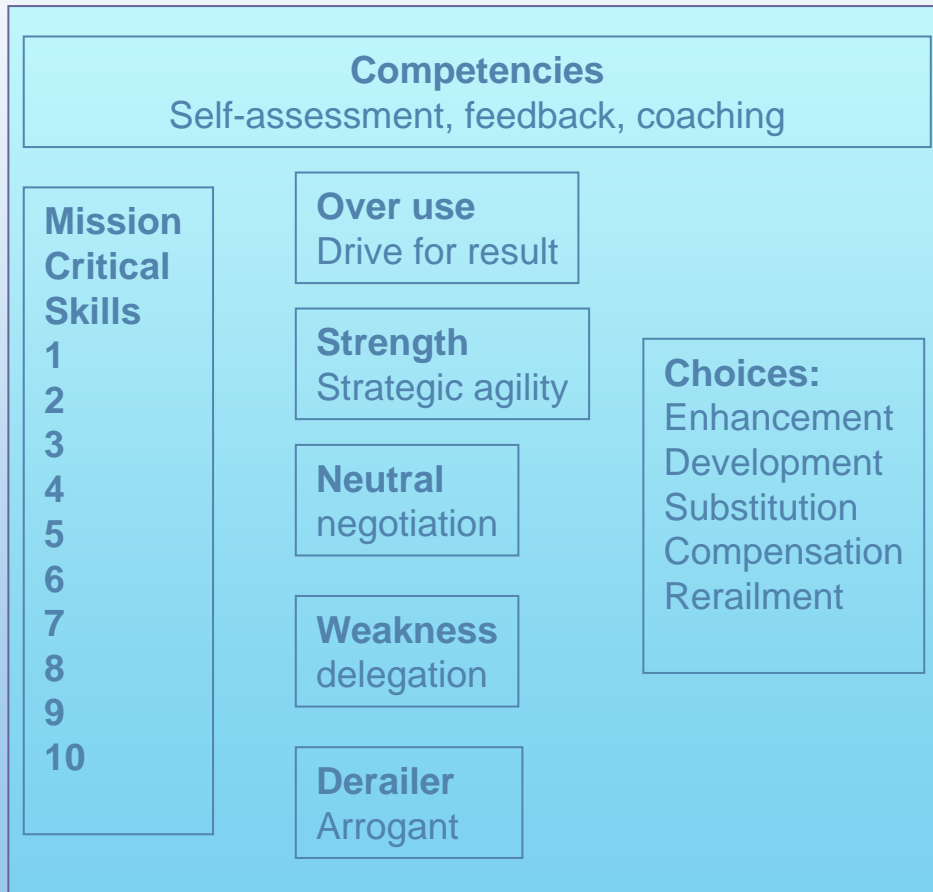 Competencies
Self-assessment, feedback, coaching
Mission
Critical
Skills
1
2
3
4
5
6
7
8
9
10
Over use
Drive for result
Strength
Strategic agility
Neutral
negotiation
Weakness
delegation
Derailer
Arrogant
Choices:
Enhancement
Development
Substitution
Compensation
Rerailment